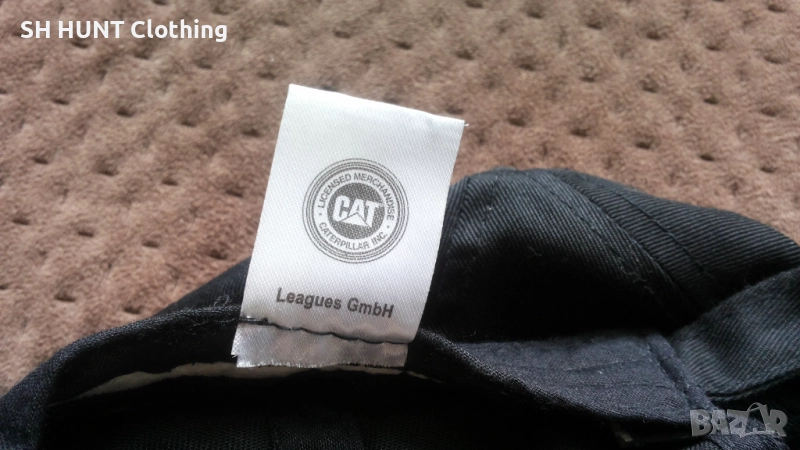 SH HUNT Clothing
· LICENSED MERCHANDISE ·
CAT
CATERPILLAR INC.
Leagues GmbH
BAZAR